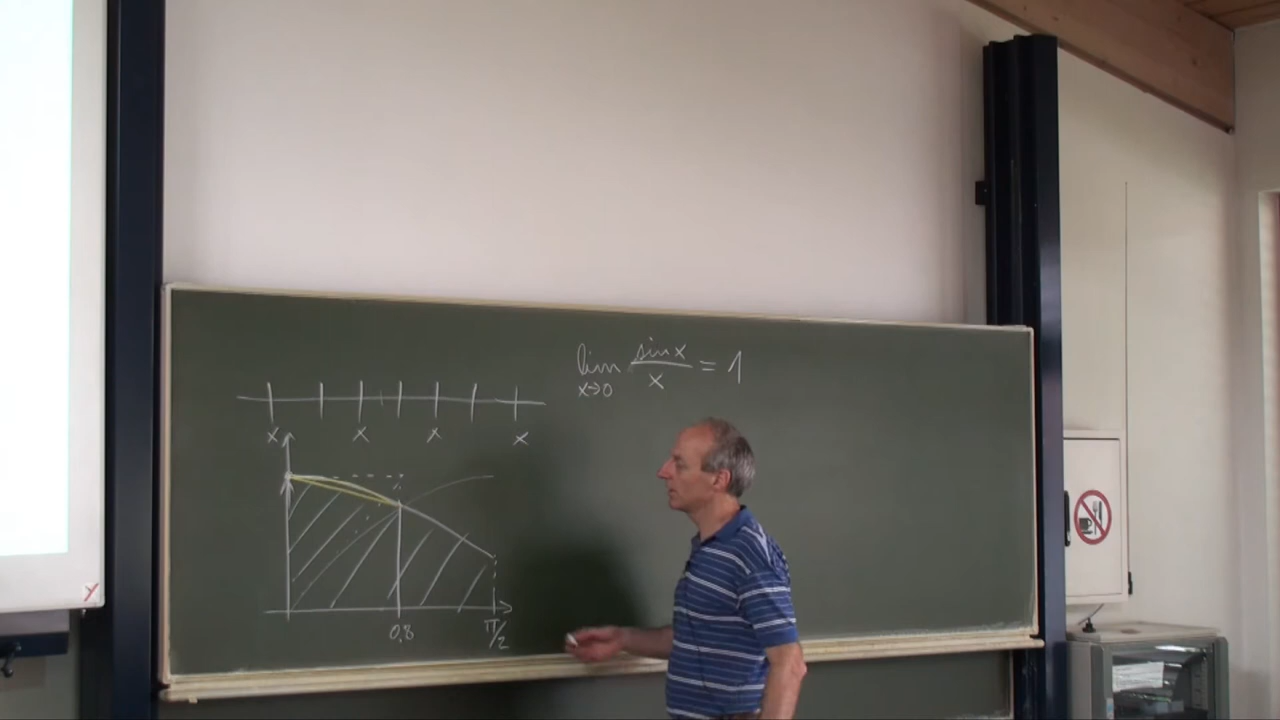 lim x→0 sin x / x = 1
x x x x
0,8 π/2
y